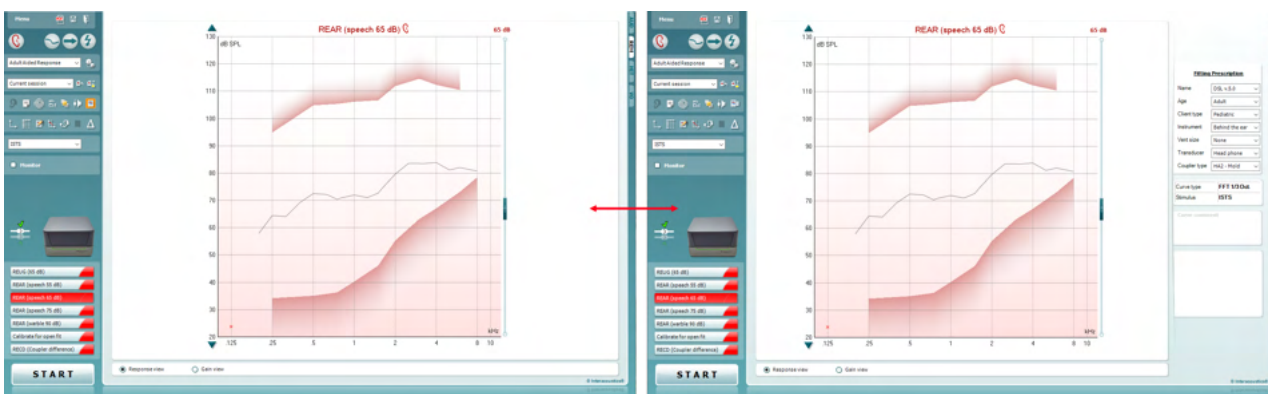 Menu
REAR (speech 65 dB)
65 dB
dB SPL
130
120
110
100
90
80
70
60
50
40
30
20
.125
.25
.5
1
2
4
8
10
kHz
Adult Aided Response
Current session
ISTS
Monitor
REUG (65 dB)
REAR (speech 55 dB)
REAR (speech 65 dB)
REAR (speech 75 dB)
REAR (warble 90 dB)
Calibrate for open fit
RECD (Coupler difference)
START
Response view
Gain view
© Interacoustics
Menu
REAR (speech 65 dB)
65 dB
dB SPL
130
120
110
100
90
80
70
60
50
40
30
20
.125
.25
.5
1
2
4
8
10
kHz
Adult Aided Response
Current session
ISTS
Monitor
REUG (65 dB)
REAR (speech 55 dB)
REAR (speech 65 dB)
REAR (speech 75 dB)
REAR (warble 90 dB)
Calibrate for open fit
RECD (Coupler difference)
START
Response view
Gain view
Fitting Prescription
Name DSL v.5.0
Age Adult
Client type Pediatric
Instrument Behind the ear
Vent size None
Transducer Head phone
Coupler type HA2 - Mold
Curve type FFT 1/3 Oct
Stimulus ISTS
© Interacoustics